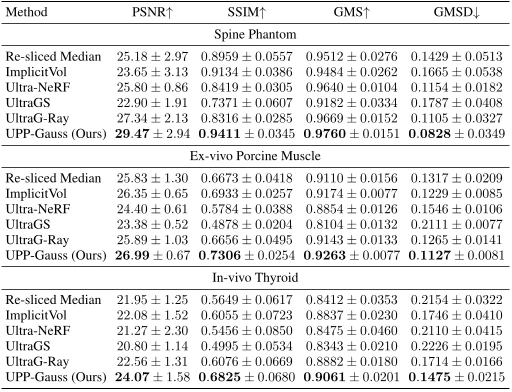 Method PSNR↑ SSIM↑ GMS↑ GMSD↓
Spine Phantom
Re-sliced Median 25.18 ± 2.97 0.8959 ± 0.0557 0.9512 ± 0.0276 0.1429 ± 0.0513
ImplicitVol 23.65 ± 3.13 0.9134 ± 0.0386 0.9484 ± 0.0262 0.1665 ± 0.0538
Ultra-NeRF 25.80 ± 0.86 0.8419 ± 0.0305 0.9640 ± 0.0104 0.1154 ± 0.0182
UltraGS 22.90 ± 1.91 0.7371 ± 0.0607 0.9182 ± 0.0334 0.1787 ± 0.0408
UltraG-Ray 27.34 ± 2.13 0.8316 ± 0.0285 0.9669 ± 0.0152 0.1105 ± 0.0327
UPP-Gauss (Ours) 29.47 ± 2.94 0.9411 ± 0.0345 0.9760 ± 0.0151 0.0828 ± 0.0349
Ex-vivo Porcine Muscle
Re-sliced Median 25.83 ± 1.30 0.6673 ± 0.0418 0.9110 ± 0.0156 0.1317 ± 0.0209
ImplicitVol 26.35 ± 0.65 0.6933 ± 0.0257 0.9174 ± 0.0077 0.1229 ± 0.0085
Ultra-NeRF 24.40 ± 0.61 0.5784 ± 0.0388 0.8854 ± 0.0126 0.1546 ± 0.0106
UltraGS 23.38 ± 0.52 0.4878 ± 0.0204 0.8104 ± 0.0132 0.2111 ± 0.0077
UltraG-Ray 25.89 ± 1.03 0.6656 ± 0.0495 0.9143 ± 0.0133 0.1265 ± 0.0141
UPP-Gauss (Ours) 26.99 ± 0.67 0.7306 ± 0.0254 0.9263 ± 0.0077 0.1127 ± 0.0081
In-vivo Thyroid
Re-sliced Median 21.95 ± 1.25 0.5649 ± 0.0617 0.8412 ± 0.0353 0.2154 ± 0.0322
ImplicitVol 22.08 ± 1.52 0.6055 ± 0.0723 0.8837 ± 0.0230 0.1746 ± 0.0410
Ultra-NeRF 21.27 ± 2.30 0.5456 ± 0.0850 0.8475 ± 0.0460 0.2110 ± 0.0415
UltraGS 20.80 ± 1.14 0.4995 ± 0.0534 0.8343 ± 0.0210 0.2226 ± 0.0195
UltraG-Ray 22.56 ± 1.31 0.6076 ± 0.0669 0.8882 ± 0.0180 0.1714 ± 0.0166
UPP-Gauss (Ours) 24.07 ± 1.58 0.6825 ± 0.0680 0.9061 ± 0.0201 0.1475 ± 0.0215